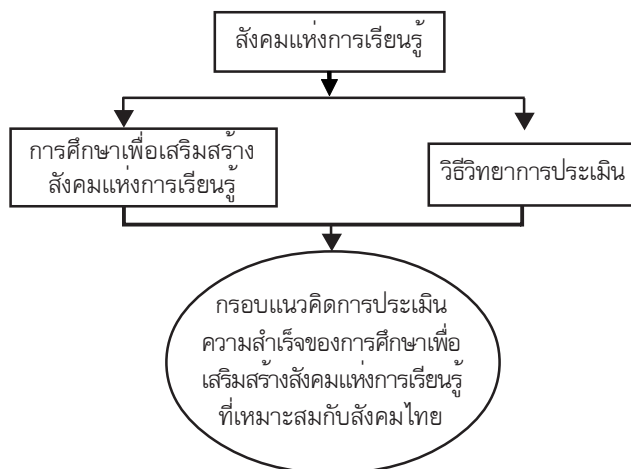 สังคมแห่งการเรียนรู้
การศึกษาเพื่อเสริมสร้าง
สังคมแห่งการเรียนรู้
วิธีวิทยาการประเมิน
กรอบแนวคิดการประเมิน
ความสำเร็จของการศึกษาเพื่อ
เสริมสร้างสังคมแห่งการเรียนรู้
ที่เหมาะสมกับสังคมไทย